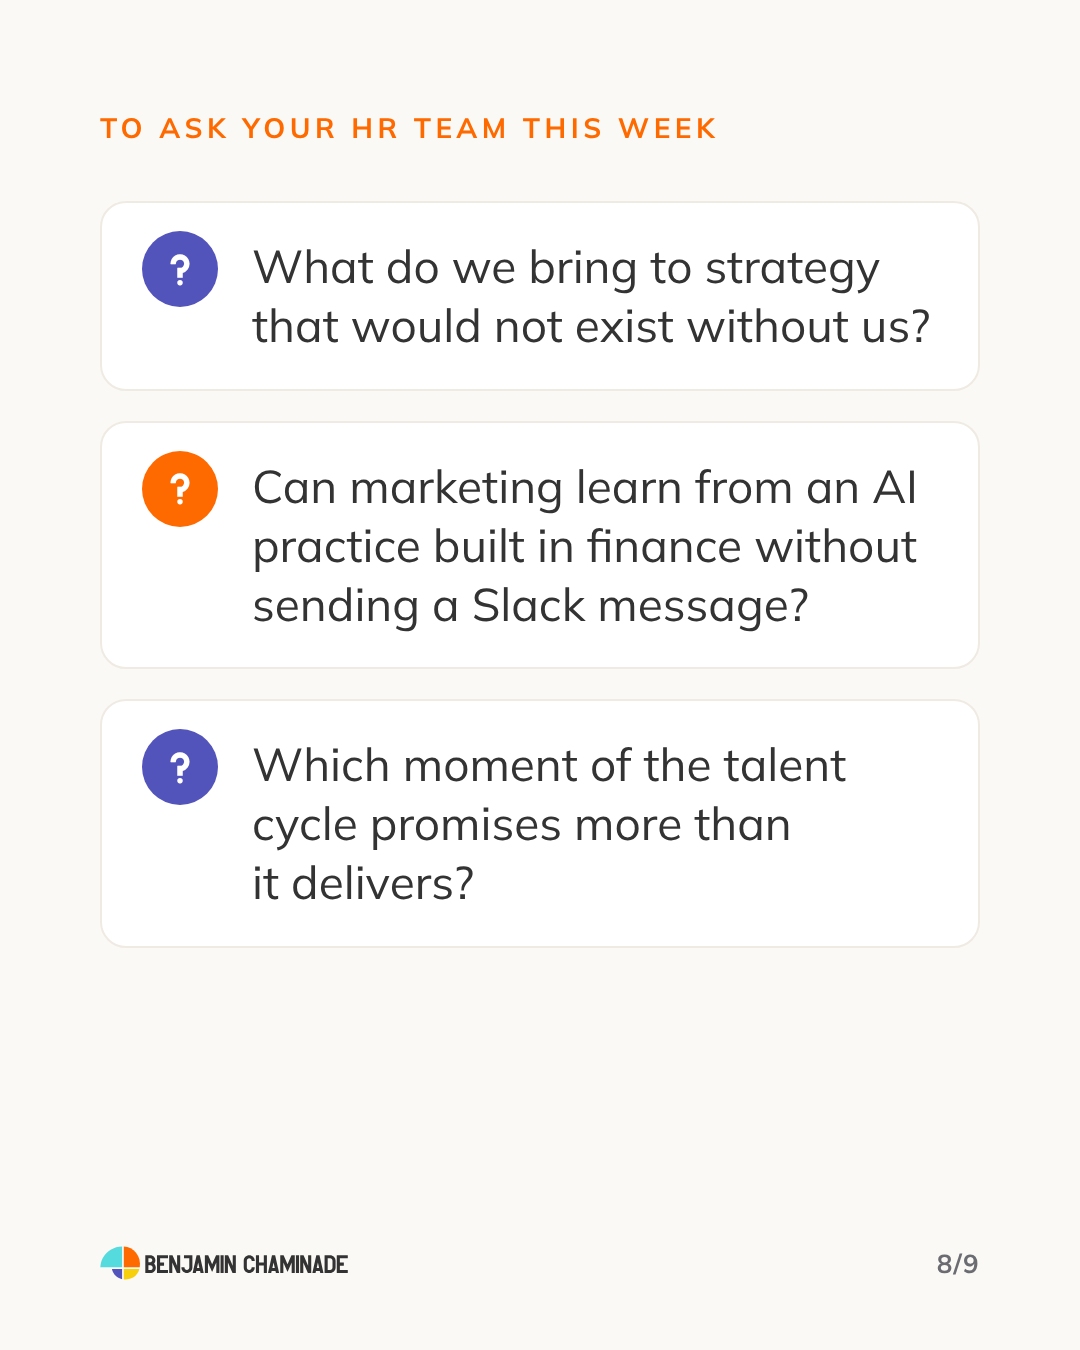 TO ASK YOUR HR TEAM THIS WEEK
?
What do we bring to strategy
that would not exist without us?
?
Can marketing learn from an AI
practice built in finance without
sending a Slack message?
?
Which moment of the talent
cycle promises more than
it delivers?
BENJAMIN CHAMINADE
8/9